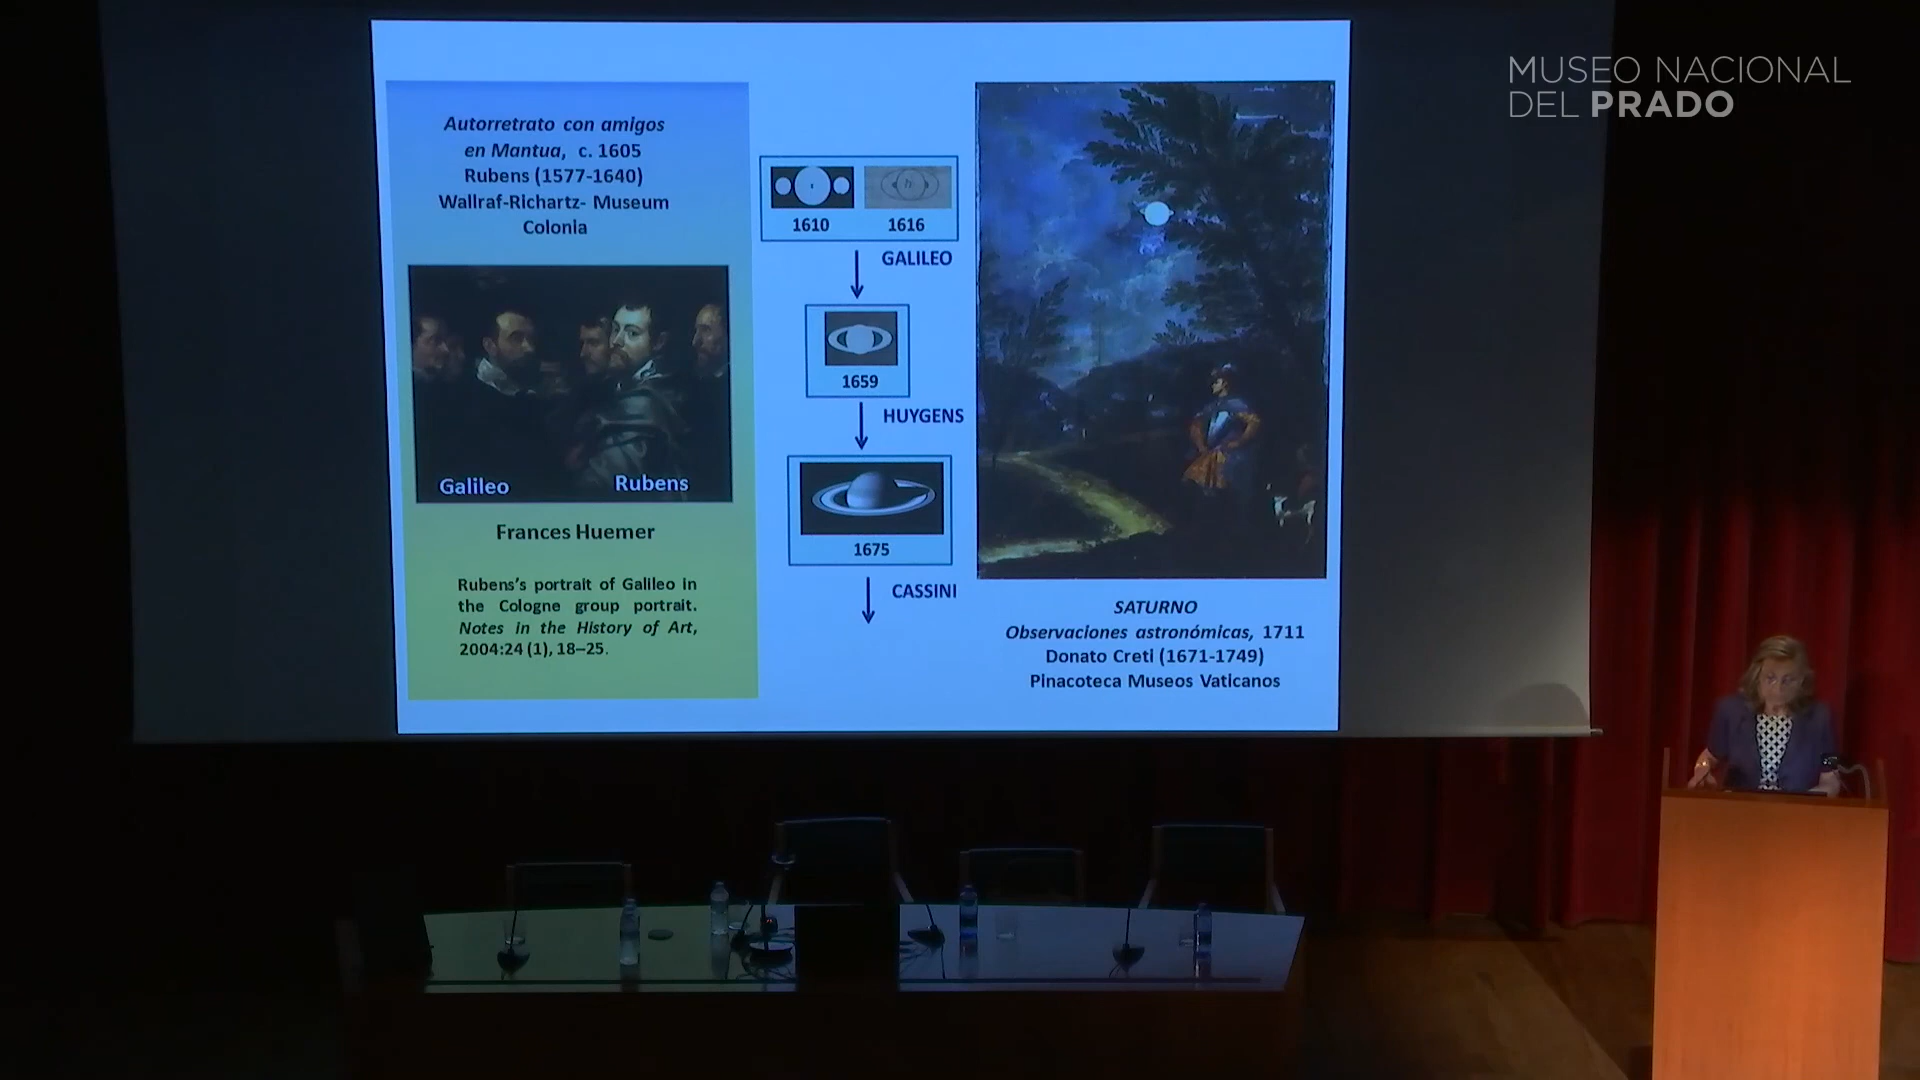 MUSEO NACIONAL
DEL PRADO
Autorretrato con amigos
en Mantua, c. 1605
Rubens (1577-1640)
Wallraf-Richartz- Museum
Colonia
Galileo
Rubens
Frances Huemer
Rubens's portrait of Galileo in
the Cologne group portrait.
Notes in the History of Art,
2004:24 (1), 18–25.
1610
1616
GALILEO
1659
HUYGENS
1675
CASSINI
SATURNO
Observaciones astronómicas, 1711
Donato Creti (1671-1749)
Pinacoteca Museos Vaticanos